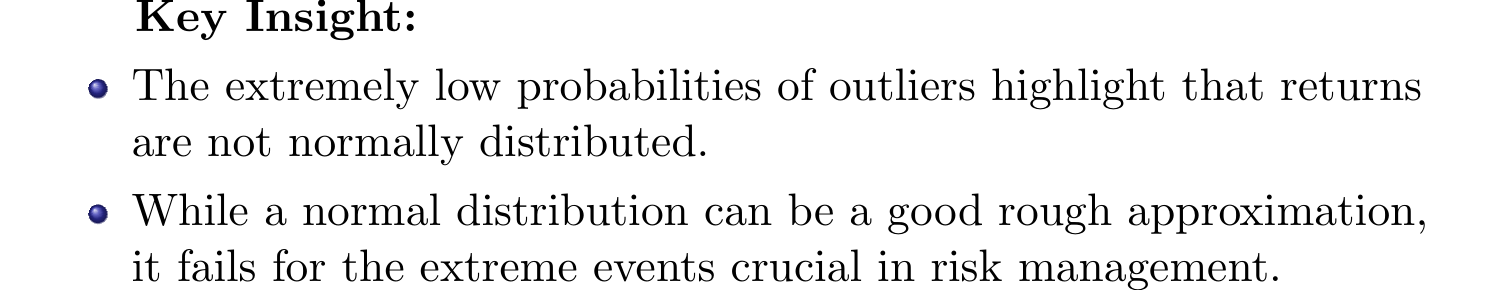 Key Insight:
The extremely low probabilities of outliers highlight that returns
are not normally distributed.
While a normal distribution can be a good rough approximation,
it fails for the extreme events crucial in risk management.